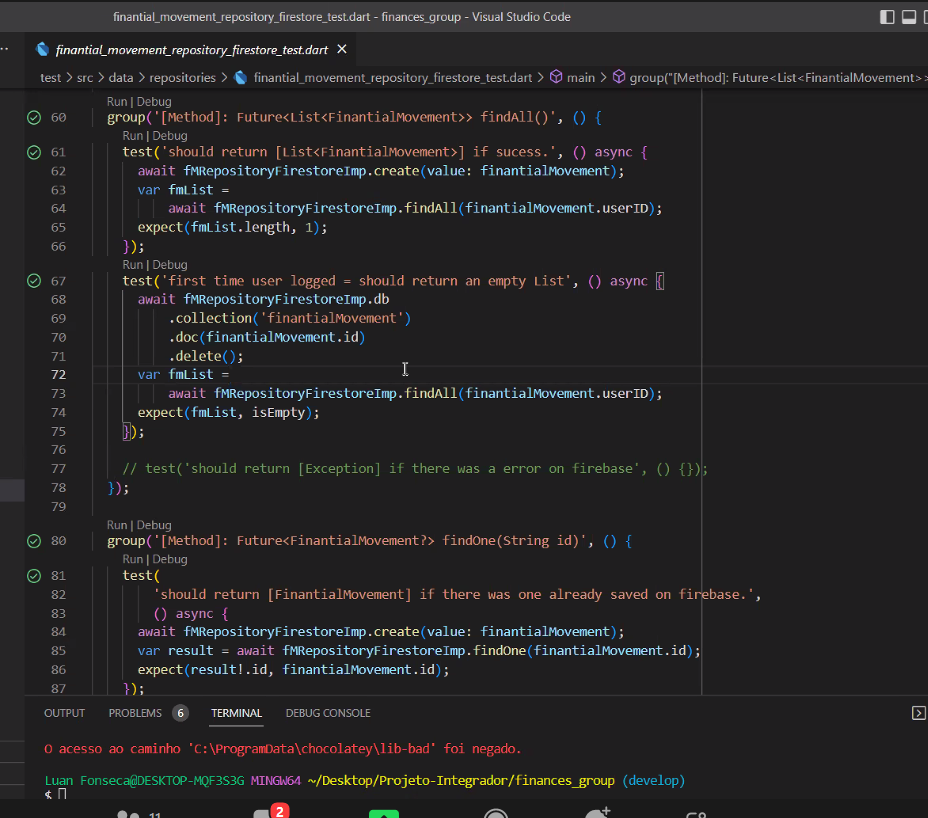 finantial_movement_repository_firestore_test.dart - finances_group - Visual Studio Code
finantial_movement_repository_firestore_test.dart
test > src > data > repositories > finantial_movement_repository_firestore_test.dart > main > group("[Method]: Future<List<FinantialMovement>>
Run | Debug
60 group('[Method]: Future<List<FinantialMovement>> findAll()', () {
Run | Debug
61 test('should return [List<FinantialMovement>] if sucess.', () async {
62 await fMRepositoryFirestoreImp.create(value: finantialMovement);
63 var fmList =
64 await fMRepositoryFirestoreImp.findAll(finantialMovement.userID);
65 expect(fmList.length, 1);
66 });
Run | Debug
67 test('first time user logged = should return an empty List', () async {
68 await fMRepositoryFirestoreImp.db
69 .collection('finantialMovement')
70 .doc(finantialMovement.id)
71 .delete();
72 var fmList =
73 await fMRepositoryFirestoreImp.findAll(finantialMovement.userID);
74 expect(fmList, isEmpty);
75 });
76
77 // test('should return [Exception] if there was a error on firebase', () {});
78 });
79
Run | Debug
80 group('[Method]: Future<FinantialMovement?> findOne(String id)', () {
Run | Debug
81 test(
82 'should return [FinantialMovement] if there was one already saved on firebase.',
83 () async {
84 await fMRepositoryFirestoreImp.create(value: finantialMovement);
85 var result = await fMRepositoryFirestoreImp.findOne(finantialMovement.id);
86 expect(result!.id, finantialMovement.id);
87 });
OUTPUT PROBLEMS 6 TERMINAL DEBUG CONSOLE
O acesso ao caminho 'C:\ProgramData\chocolatey\lib-bad' foi negado.
Luan Fonseca@DESKTOP-MQF3S3G MINGW64 ~/Desktop/Projeto-Integrador/finances_group (develop)
$
11 2